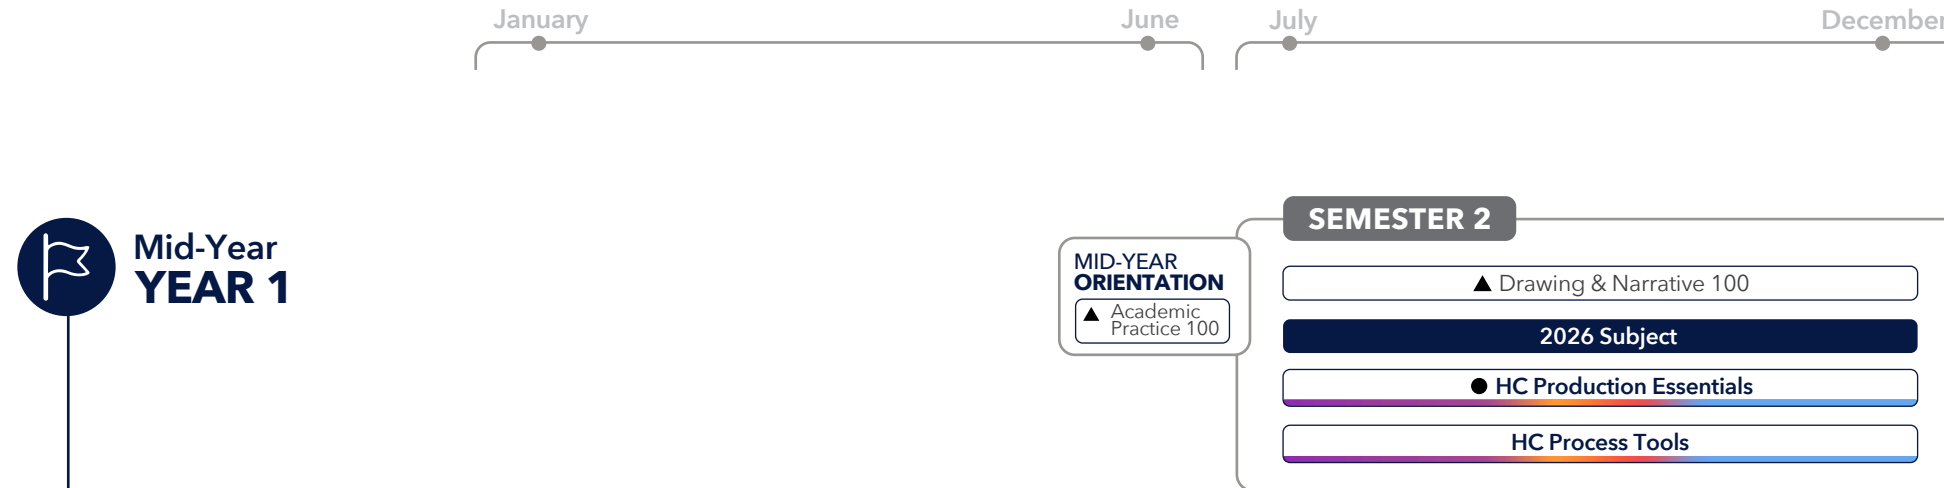 January
June
July
December
Mid-Year
YEAR 1
MID-YEAR
ORIENTATION
Academic
Practice 100
SEMESTER 2
Drawing & Narrative 100
2026 Subject
HC Production Essentials
HC Process Tools